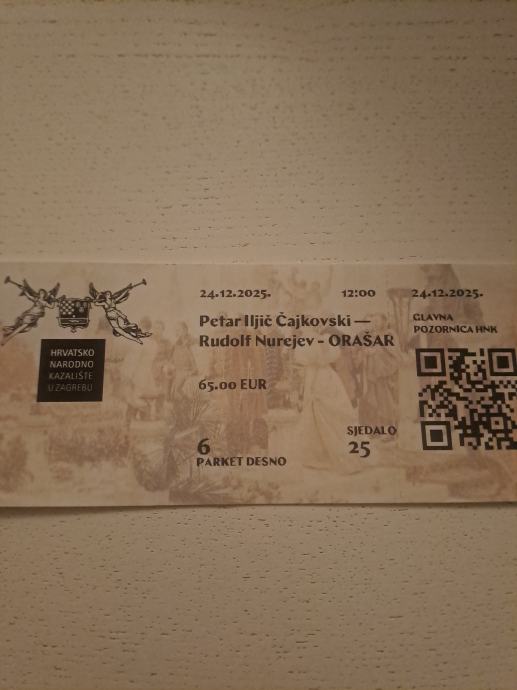 24.12.2025. 12:00 24.12.2025.
GLAVNA
POZORNICA HNK
Petar Iljič Čajkovski —
Rudolf Nurejev - ORAŠAR
HRVATSKO
NARODNO
KAZALIŠTE
U ZAGREBU
65.00 EUR
6
PARKET DESNO
SJEDALO
25